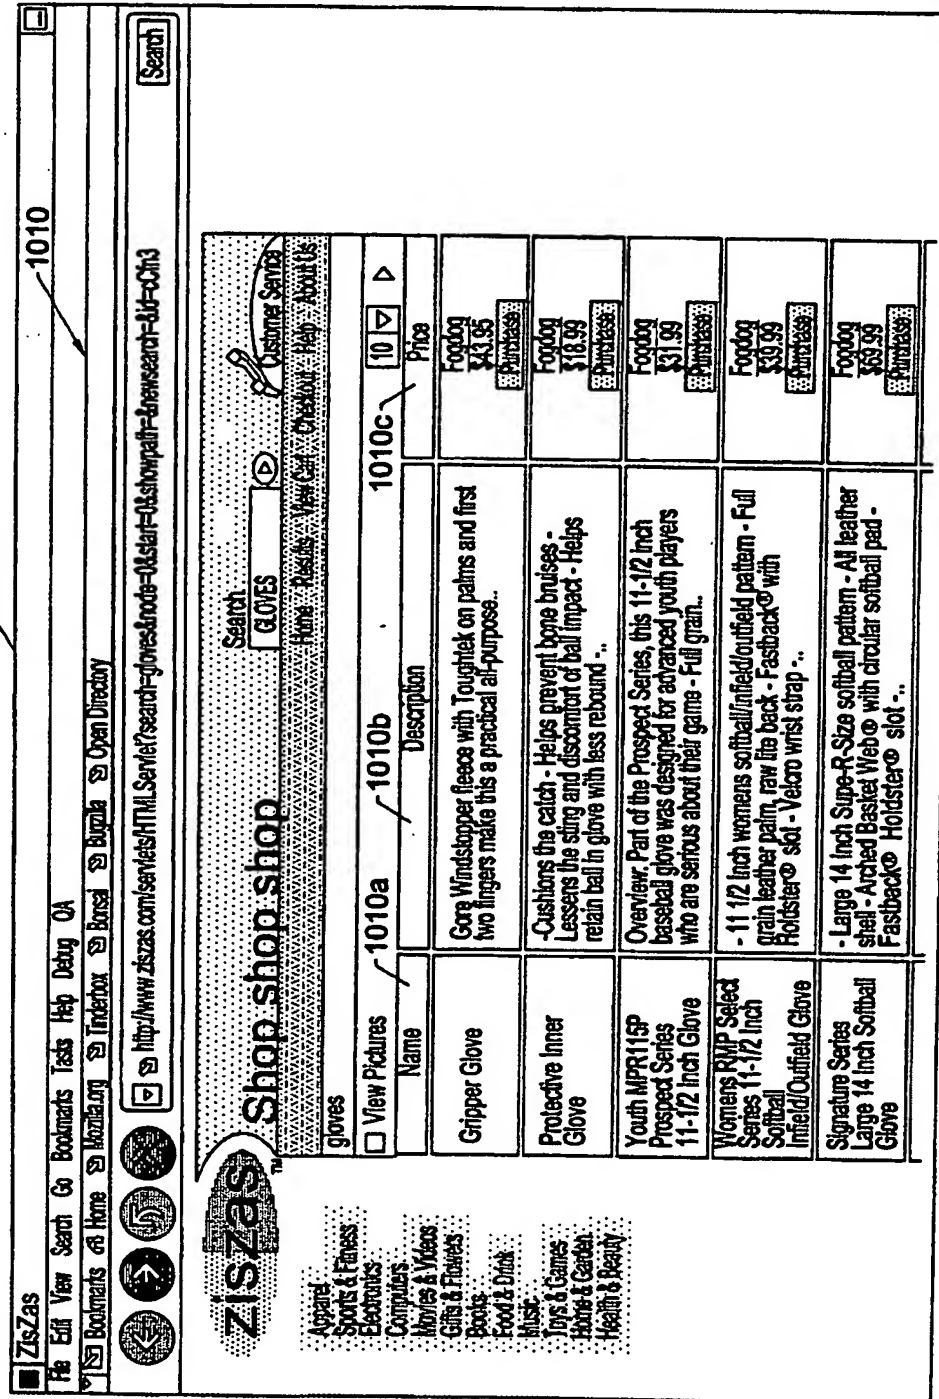 1010
ZisZas
File Edit View Search Go Bookmarks Tasks Help Debug QA
Bookmarks Home Mozilla.org Tinderbox Bonsai Bugzilla Open Directory
http://www.ziszas.com/servlets/HTMLServlet?search=gloves&node=0&start=0&showpath=&newsearch=&id=cCfn3 Search
ziszas™
Shop shop shop
Search
GLOVES
Customer Service
Home Results View Cart Checkout Help About Us
Apparel
Sports & Fitness
Electronics
Computers
Movies & Videos
Gifts & Flowers
Books
Food & Drink
Music
Toys & Games
Home & Garden
Health & Beauty
gloves
View Pictures 1010a 1010b 1010c 10
Name Description Price
Gripper Glove
Gore Windstopper fleece with Toughtek on palms and first
two fingers make this a practical all-purpose...
Fogdog
$43.95
Purchase
Protective Inner
Glove
-Cushions the catch - Helps prevent bone bruises -
Lessens the sting and discomfort of ball impact - Helps
retain ball in glove with less rebound -..
Fogdog
$18.99
Purchase
Youth MPR115P
Prospect Series
11-1/2 Inch Glove
Overview: Part of the Prospect Series, this 11-1/2 Inch
baseball glove was designed for advanced youth players
who are serious about their game - Full grain...
Fogdog
$31.99
Purchase
Womens RMP Select
Series 11-1/2 Inch
Softball
Infield/Outfield Glove
- 11 1/2 Inch womens softball/infield/outfield pattern - Full
grain leather palm, raw lite back - Fastback® with
Holdster® slot - Velcro wrist strap -..
Fogdog
$39.99
Purchase
Signature Series
Large 14 Inch Softball
Glove
- Large 14 Inch Supe-R-Size softball pattern - All leather
shell - Arched Basket Web® with circular softball pad -
Fastback® Holdster® slot -..
Fogdog
$69.99
Purchase